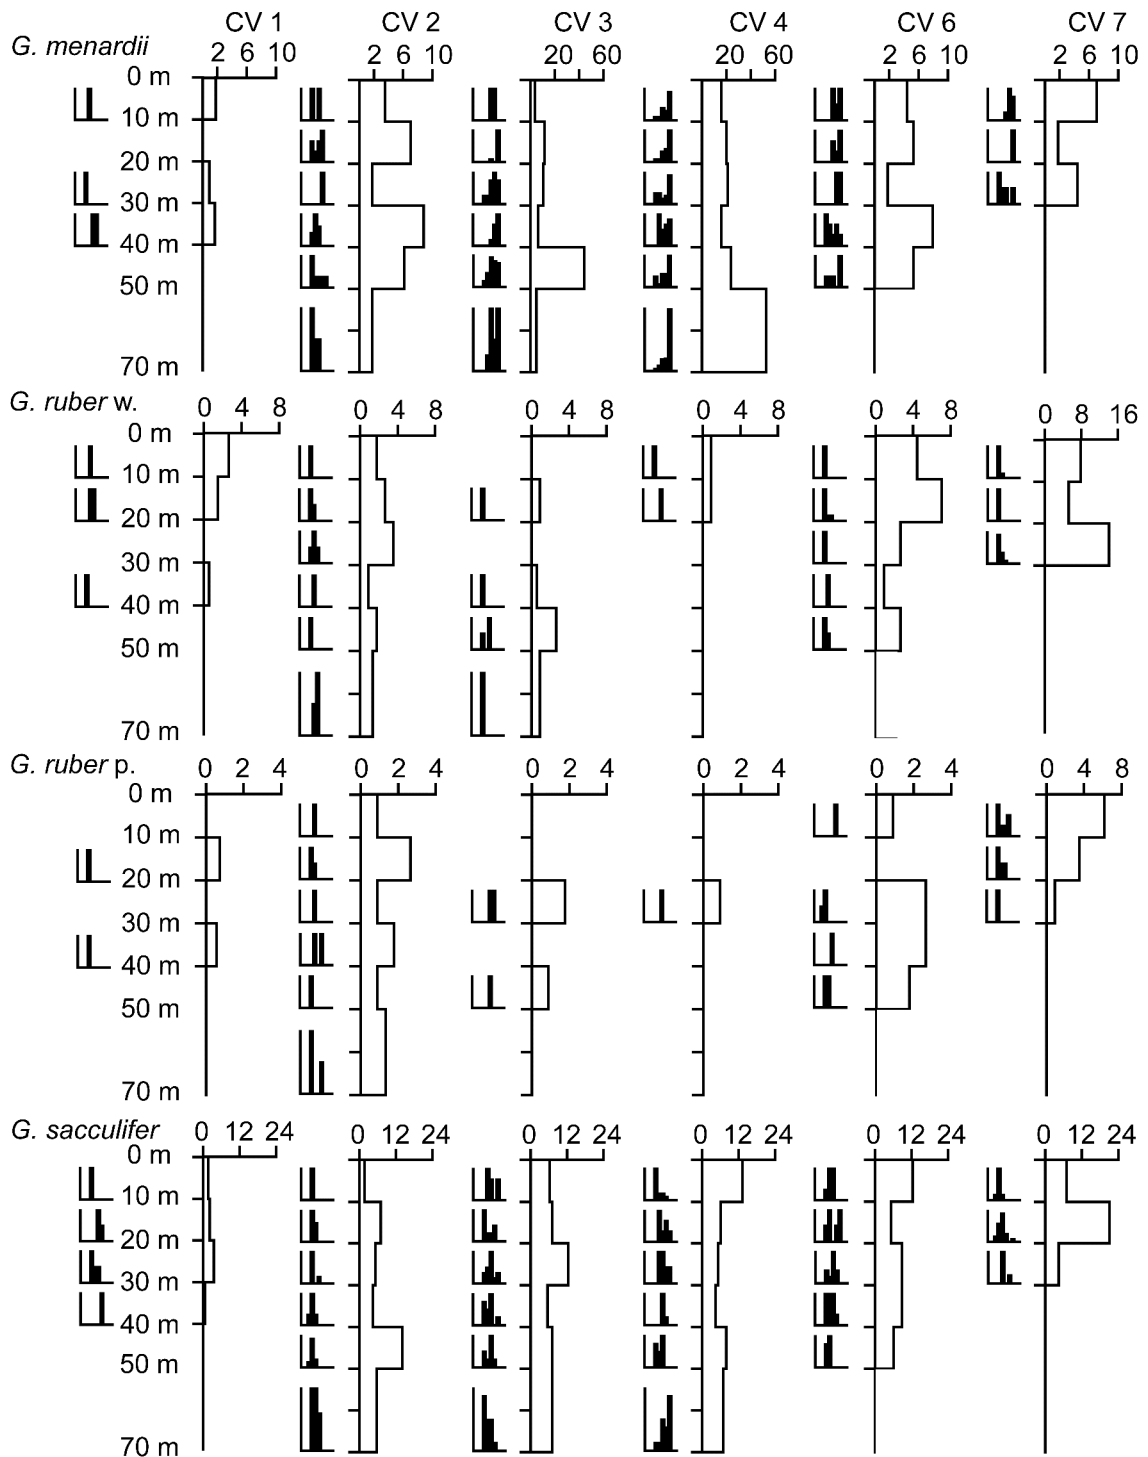 CV 1 CV 2 CV 3 CV 4 CV 6 CV 7
G. menardii
2 6 10 2 6 10 20 60 20 60 2 6 10 2 6 10
0 m
10 m
20 m
30 m
40 m
50 m
70 m
G. ruber w.
0 4 8 0 4 8 0 4 8 0 4 8 0 4 8 0 8 16
0 m
10 m
20 m
30 m
40 m
50 m
70 m
G. ruber p.
0 2 4 0 2 4 0 2 4 0 2 4 0 2 4 0 4 8
0 m
10 m
20 m
30 m
40 m
50 m
70 m
G. sacculifer
0 12 24 0 12 24 0 12 24 0 12 24 0 12 24 0 12 24
0 m
10 m
20 m
30 m
40 m
50 m
70 m